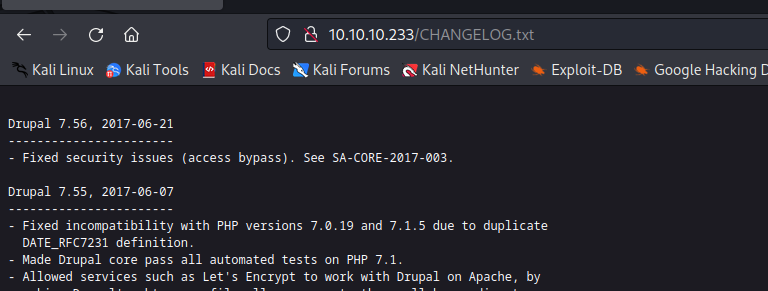 10.10.10.233/CHANGELOG.txt
Kali Linux Kali Tools Kali Docs Kali Forums Kali NetHunter Exploit-DB Google Hacking D
Drupal 7.56, 2017-06-21
-----------------------
- Fixed security issues (access bypass). See SA-CORE-2017-003.
Drupal 7.55, 2017-06-07
-----------------------
- Fixed incompatibility with PHP versions 7.0.19 and 7.1.5 due to duplicate
DATE_RFC7231 definition.
- Made Drupal core pass all automated tests on PHP 7.1.
- Allowed services such as Let's Encrypt to work with Drupal on Apache, by